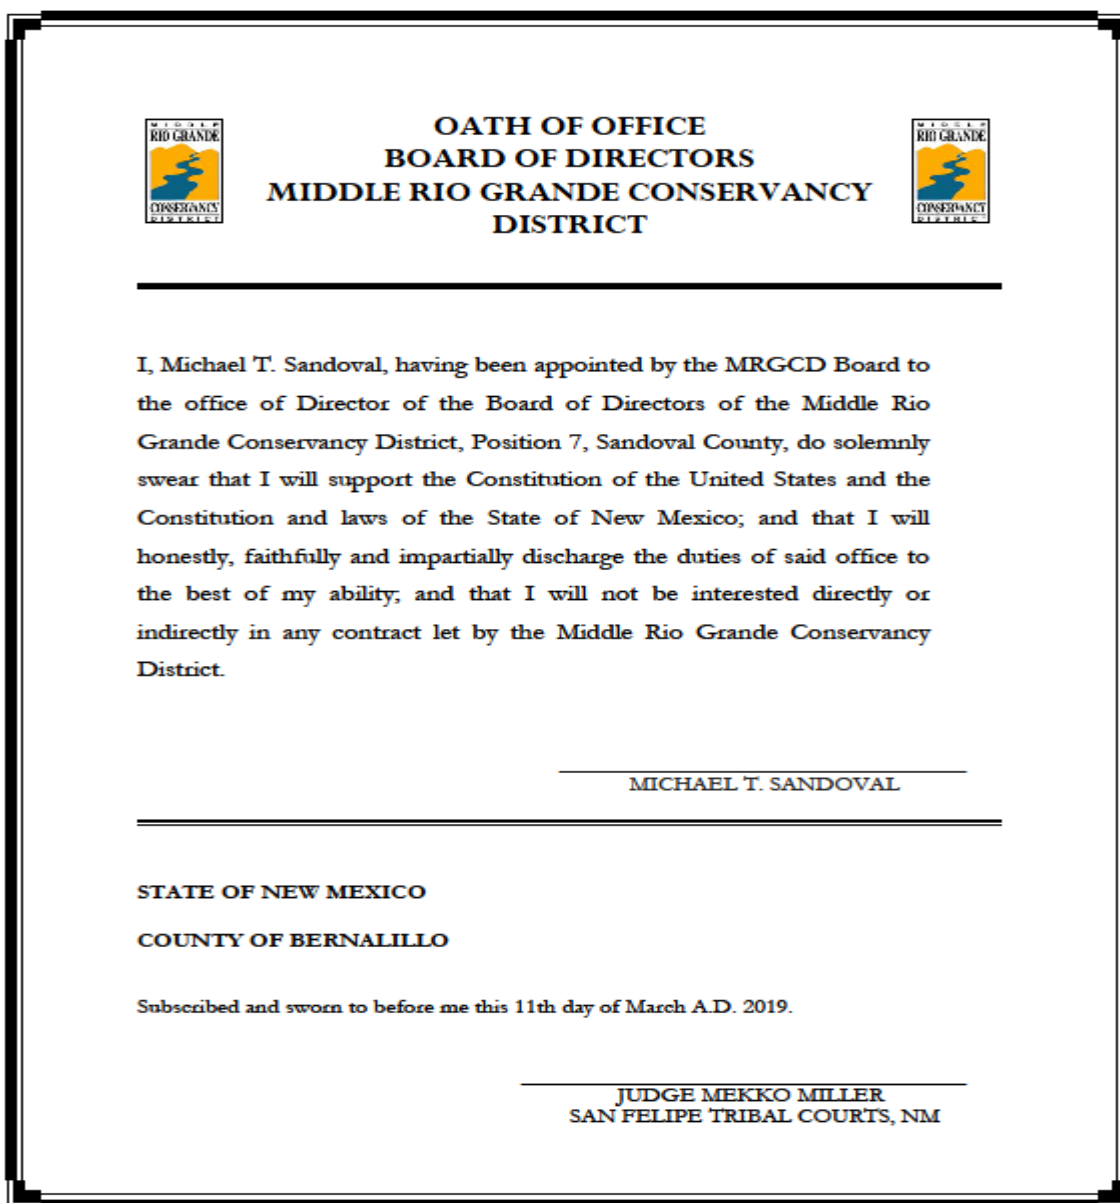 MIDDLE
RIO GRANDE
CONSERVANCY
DISTRICT
OATH OF OFFICE
BOARD OF DIRECTORS
MIDDLE RIO GRANDE CONSERVANCY
DISTRICT
MIDDLE
RIO GRANDE
CONSERVANCY
DISTRICT
I, Michael T. Sandoval, having been appointed by the MRGCD Board to
the office of Director of the Board of Directors of the Middle Rio
Grande Conservancy District, Position 7, Sandoval County, do solemnly
swear that I will support the Constitution of the United States and the
Constitution and laws of the State of New Mexico; and that I will
honestly, faithfully and impartially discharge the duties of said office to
the best of my ability; and that I will not be interested directly or
indirectly in any contract let by the Middle Rio Grande Conservancy
District.
MICHAEL T. SANDOVAL
STATE OF NEW MEXICO
COUNTY OF BERNALILLO
Subscribed and sworn to before me this 11th day of March A.D. 2019.
JUDGE MEKKO MILLER
SAN FELIPE TRIBAL COURTS, NM